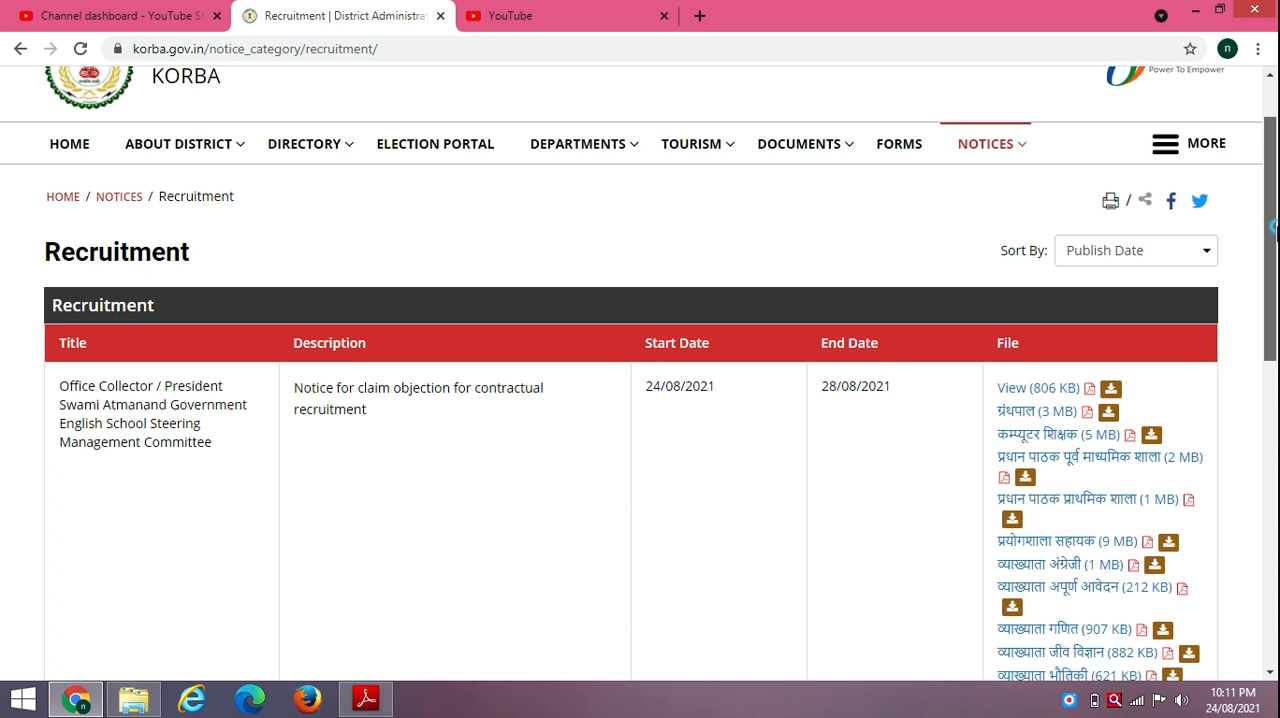 Channel dashboard - YouTube S
Recruitment | District Administra
YouTube
korba.gov.in/notice_category/recruitment/
n
KORBA
Power To Empower
HOME ABOUT DISTRICT DIRECTORY ELECTION PORTAL DEPARTMENTS TOURISM DOCUMENTS FORMS NOTICES MORE
HOME / NOTICES / Recruitment
/
Recruitment
Sort By: Publish Date
Recruitment
Title Description Start Date End Date File
Office Collector / President
Swami Atmanand Government
English School Steering
Management Committee
Notice for claim objection for contractual
recruitment
24/08/2021
28/08/2021
View (806 KB)
ग्रंथपाल (3 MB)
कम्प्यूटर शिक्षक (5 MB)
प्रधान पाठक पूर्व माध्यमिक शाला (2 MB)
प्रधान पाठक प्राथमिक शाला (1 MB)
प्रयोगशाला सहायक (9 MB)
व्याख्याता अंग्रेजी (1 MB)
व्याख्याता अपूर्ण आवेदन (212 KB)
व्याख्याता गणित (907 KB)
व्याख्याता जीव विज्ञान (882 KB)
व्याख्याता भौतिकी (621 KB)
n
10:11 PM
24/08/2021